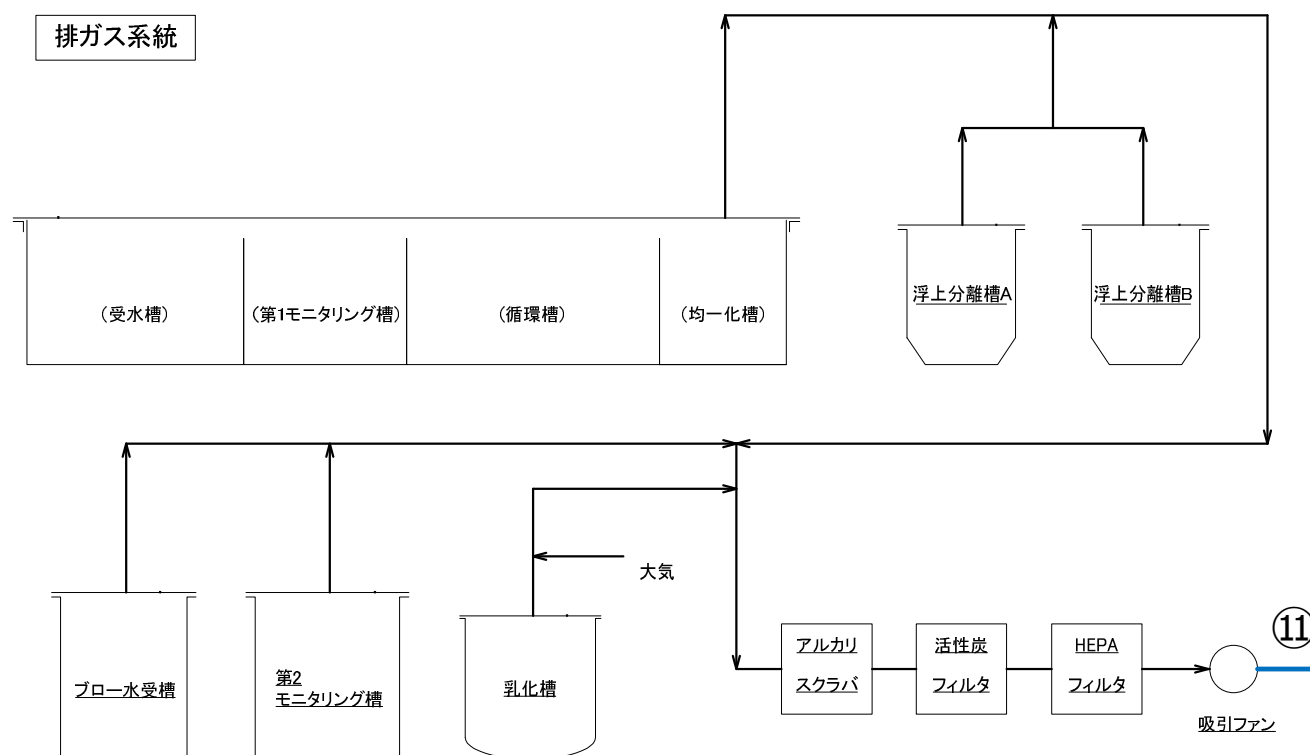 排ガス系統
(受水槽)
(第1モニタリング槽)
(循環槽)
(均一化槽)
浮上分離槽A
浮上分離槽B
大気
ブロー水受槽
第2
モニタリング槽
乳化槽
アルカリ
スクラバ
活性炭
フィルタ
HEPA
フィルタ
⑪
吸引ファン